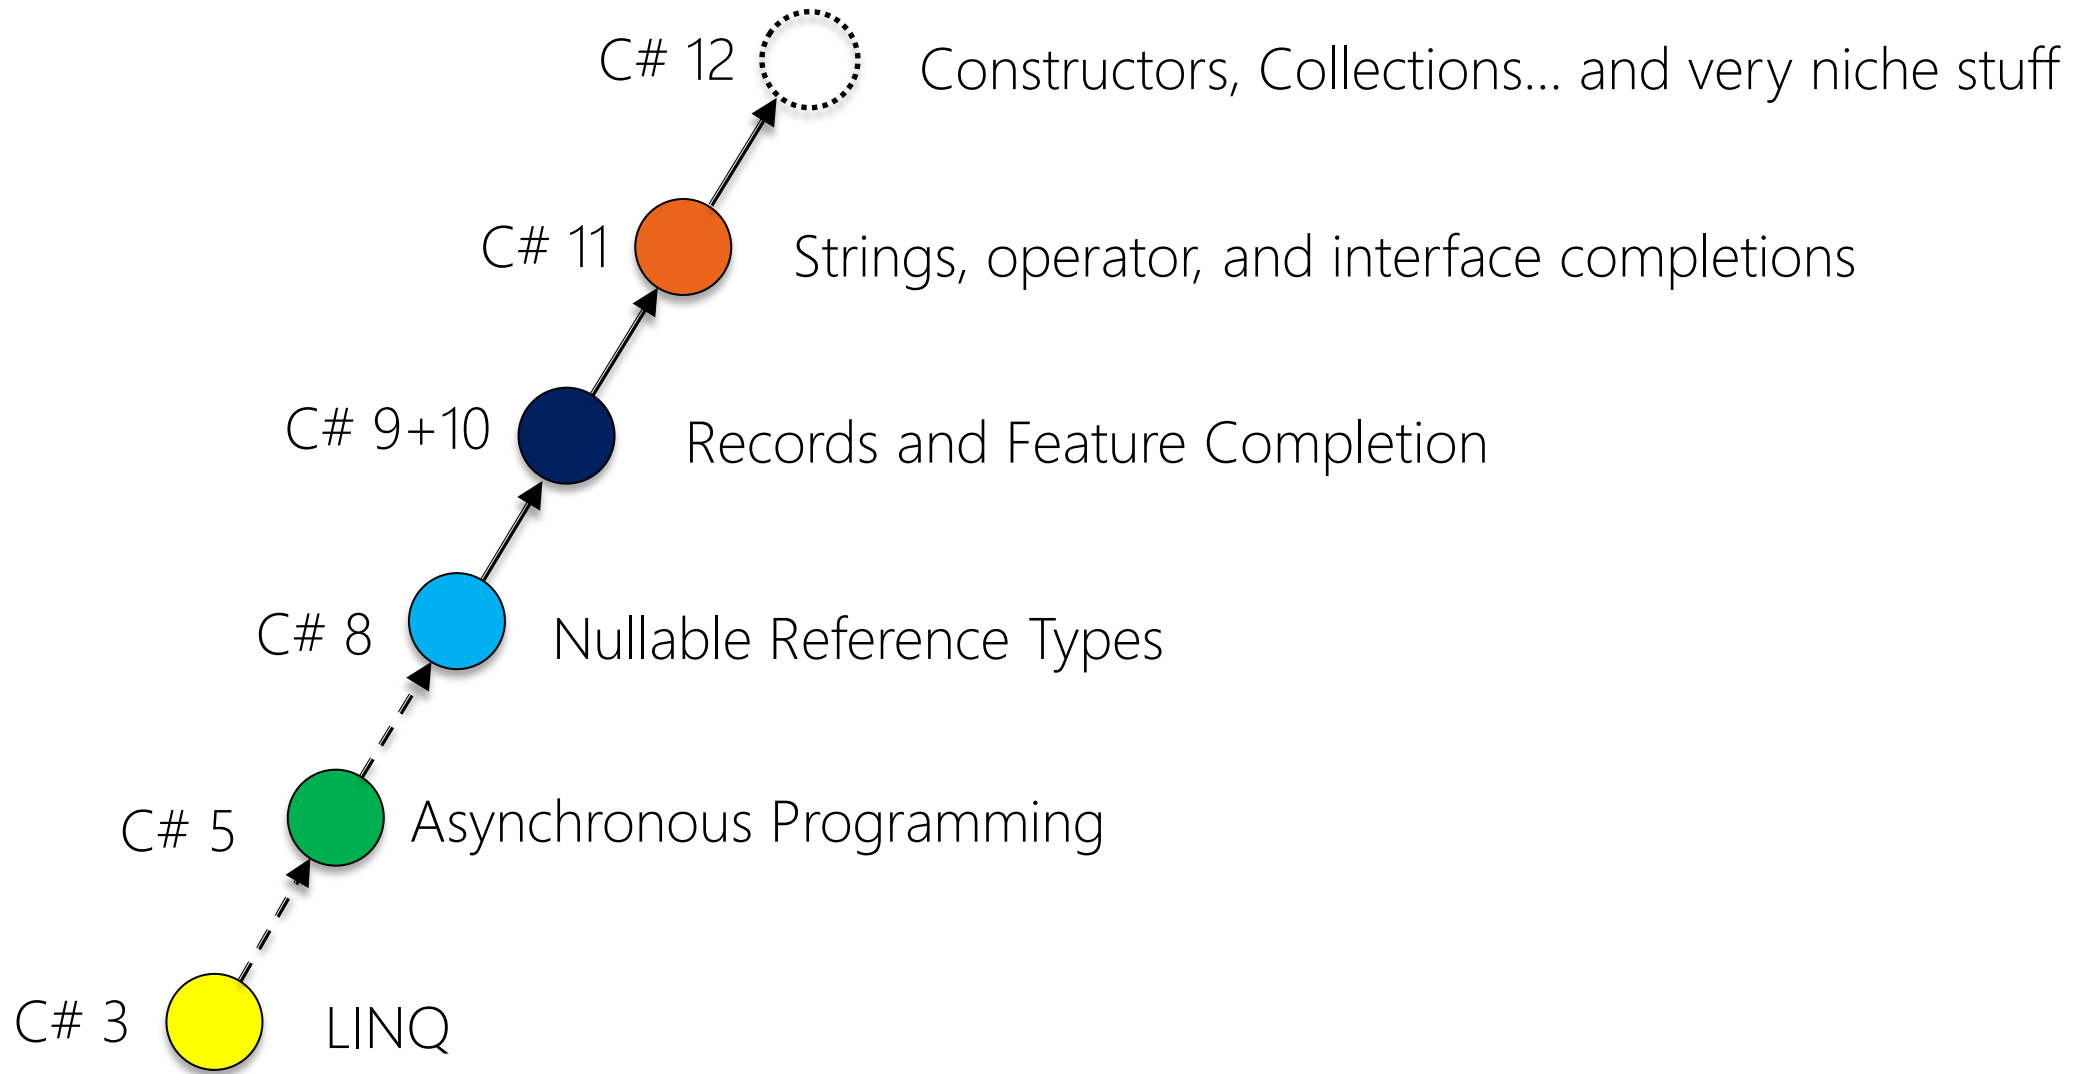 C# 12
Constructors, Collections... and very niche stuff
C# 11
Strings, operator, and interface completions
C# 9+10
Records and Feature Completion
C# 8
Nullable Reference Types
C# 5
Asynchronous Programming
C# 3
LINQ